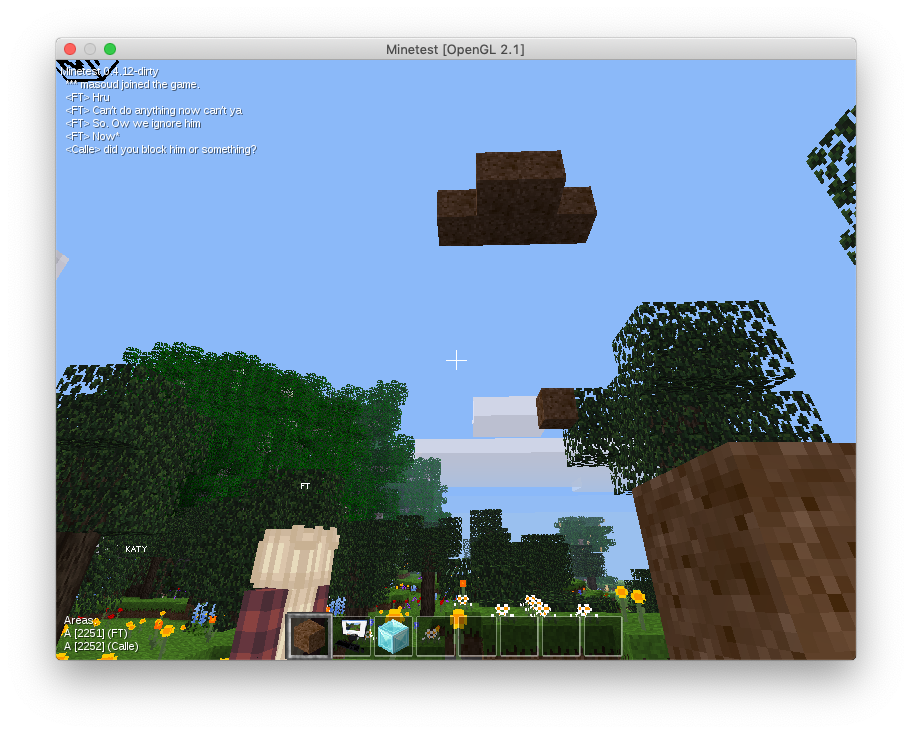 Minetest [OpenGL 2.1]
Minetest 0.4.12-dirty
*** masoud joined the game.
<FT> Hru
<FT> Can't do anything now can't ya
<FT> So, Ow we ignore him
<FT> Now*
<Calle> did you block him or something?
FT
KATY
Areas
A [2251] (FT)
A [2252] (Calle)